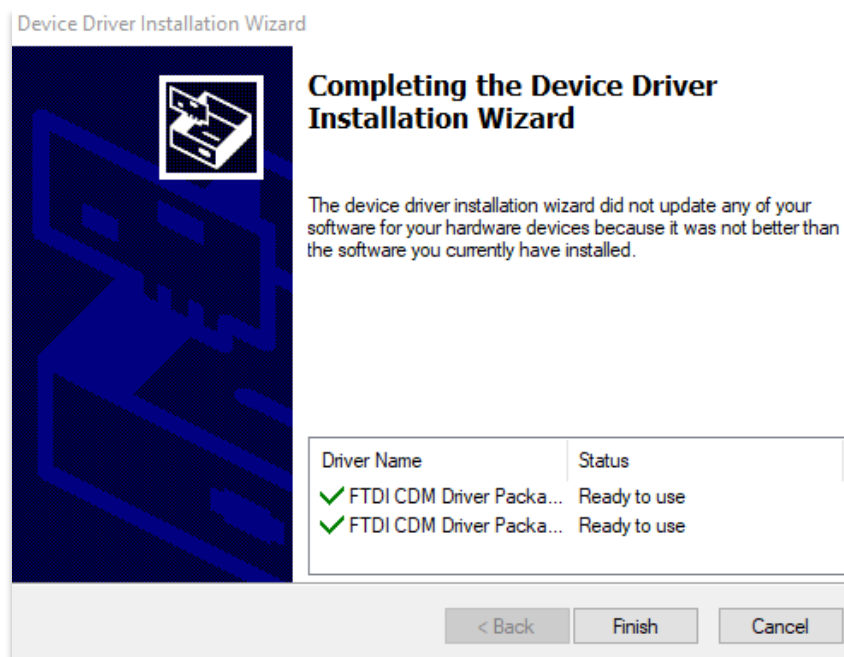 Device Driver Installation Wizard
Completing the Device Driver
Installation Wizard
The device driver installation wizard did not update any of your
software for your hardware devices because it was not better than
the software you currently have installed.
Driver Name Status
FTDI CDM Driver Packa... Ready to use
FTDI CDM Driver Packa... Ready to use
< Back Finish Cancel